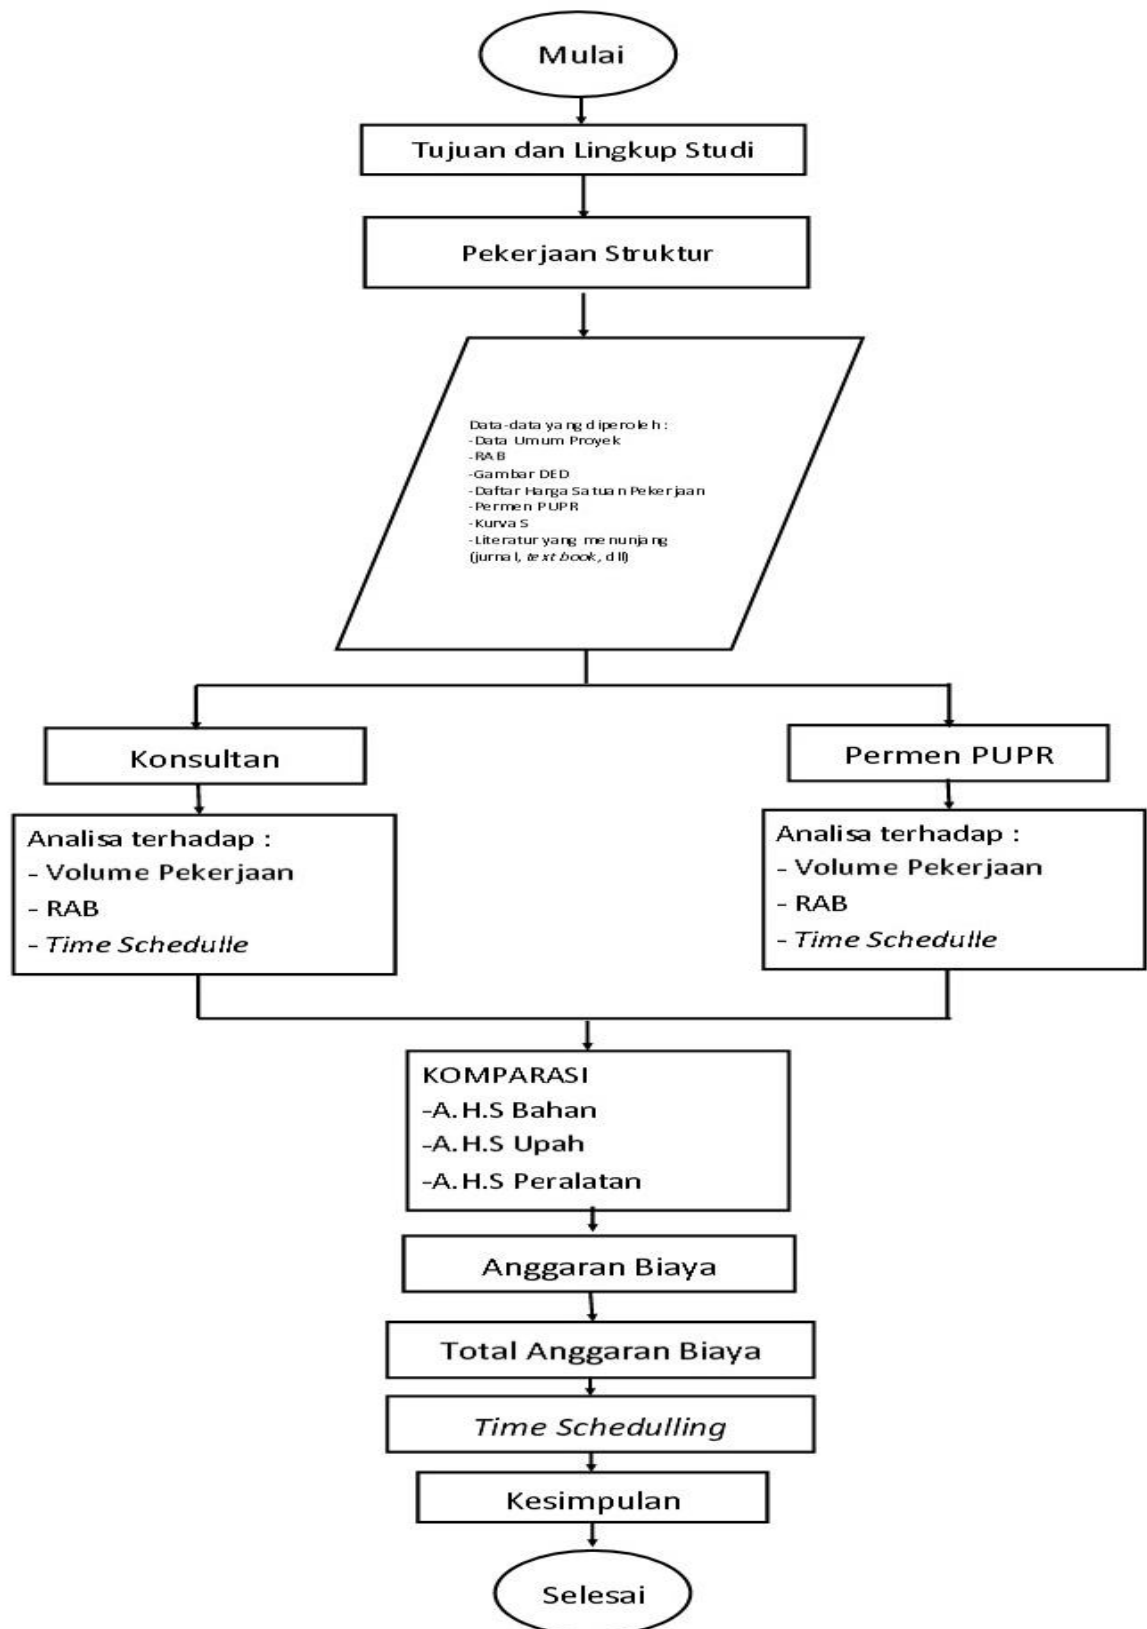 Mulai
Tujuan dan Lingkup Studi
Pekerjaan Struktur
Data-data yang diperoleh :
-Data Umum Proyek
-RAB
-Gambar DED
-Daftar Harga Satuan Pekerjaan
-Permen PUPR
-Kurva S
-Literatur yang menunjang
(jurnal, text book, dll)
Konsultan
Analisa terhadap :
- Volume Pekerjaan
- RAB
- Time Schedulle
Permen PUPR
Analisa terhadap :
- Volume Pekerjaan
- RAB
- Time Schedulle
KOMPARASI
-A.H.S Bahan
-A.H.S Upah
-A.H.S Peralatan
Anggaran Biaya
Total Anggaran Biaya
Time Schedulling
Kesimpulan
Selesai